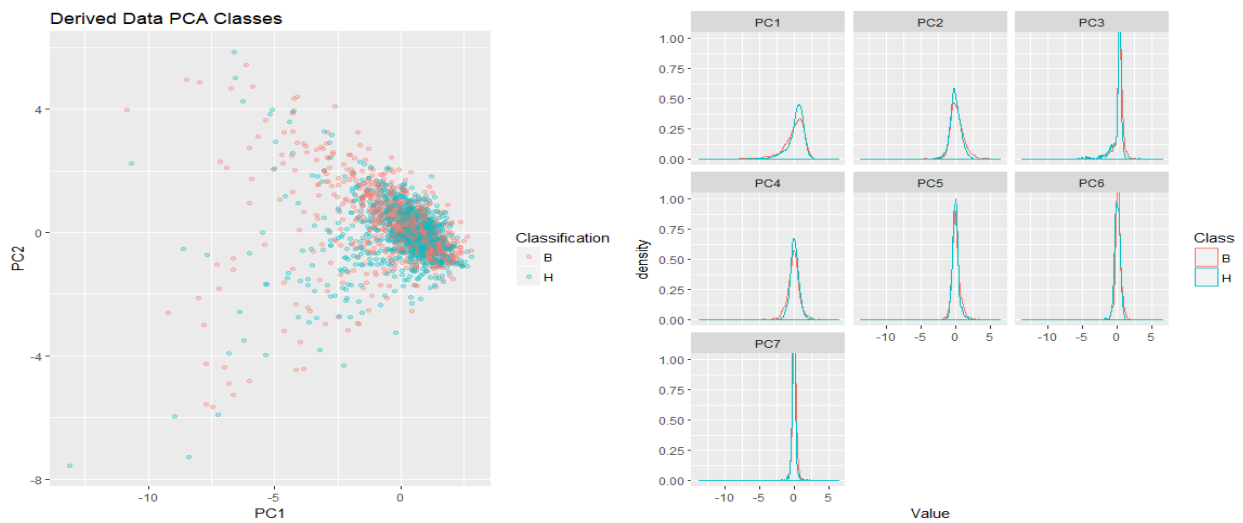 Derived Data PCA Classes
4
0
-4
-8
PC2
-10
-5
0
PC1
Classification
B
H
PC1
PC2
PC3
1.00
0.75
0.50
0.25
0.00
PC4
PC5
PC6
1.00
0.75
0.50
0.25
0.00
density
-10
-5
0
5
-10
-5
0
5
PC7
1.00
0.75
0.50
0.25
0.00
-10
-5
0
5
Value
Class
B
H